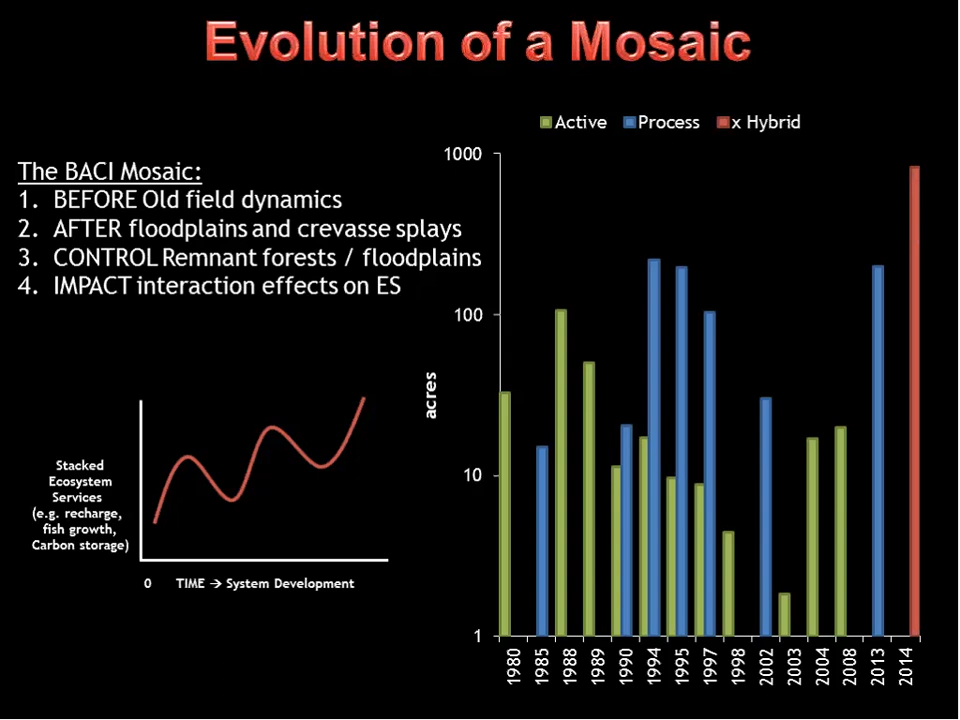 Evolution of a Mosaic
The BACI Mosaic:
1. BEFORE Old field dynamics
2. AFTER floodplains and crevasse splays
3. CONTROL Remnant forests / floodplains
4. IMPACT interaction effects on ES
Stacked
Ecosystem
Services
(e.g. recharge,
fish growth,
Carbon storage)
0 TIME → System Development
Active Process x Hybrid
acres
1000
100
10
1
1980
1985
1988
1989
1990
1994
1995
1997
1998
2002
2003
2004
2008
2013
2014